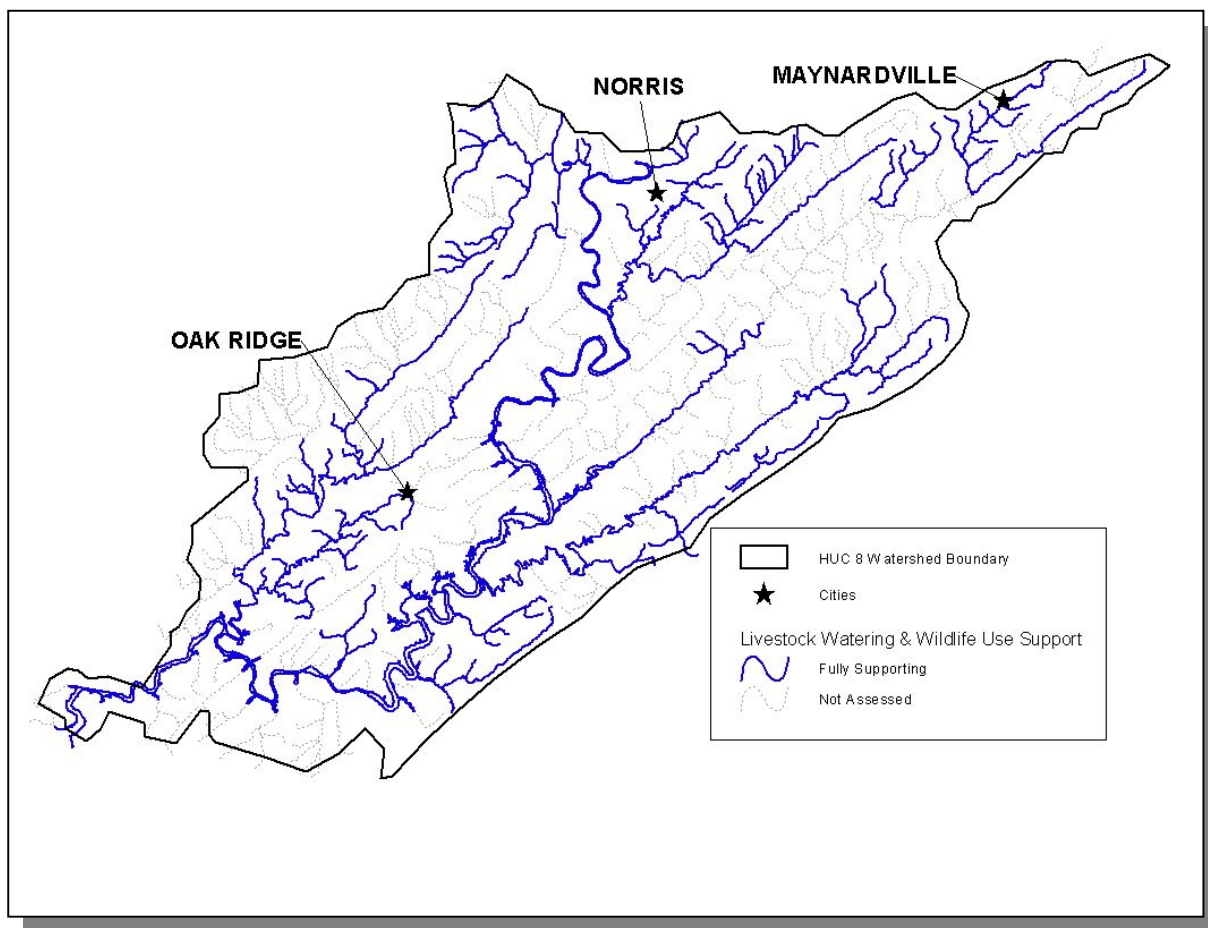 MAYNARDVILLE
NORRIS
OAK RIDGE
HUC 8 Watershed Boundary
Cities
Livestock Watering & Wildlife Use Support
Fully Supporting
Not Assessed